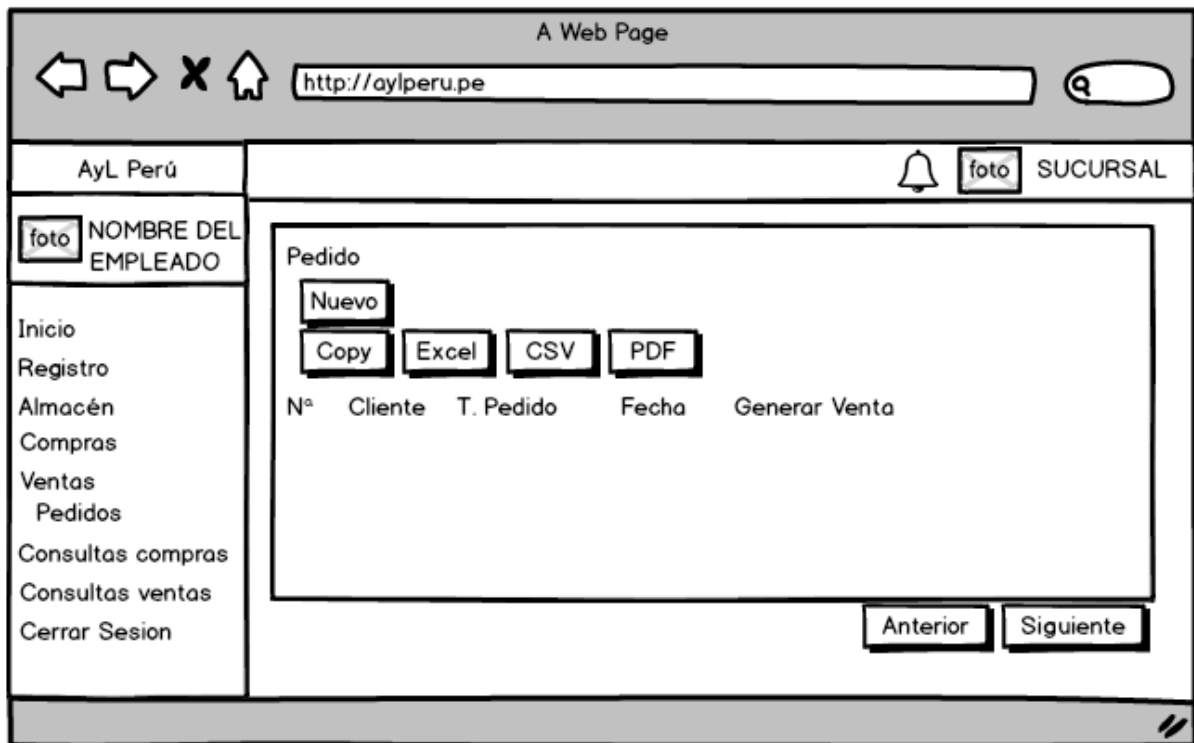 A Web Page
http://aylperu.pe
AyL Perú
foto SUCURSAL
foto NOMBRE DEL
EMPLEADO
Inicio
Registro
Almacén
Compras
Ventas
Pedidos
Consultas compras
Consultas ventas
Cerrar Sesion
Pedido
Nuevo
Copy Excel CSV PDF
Nª Cliente T. Pedido Fecha Generar Venta
Anterior Siguiente